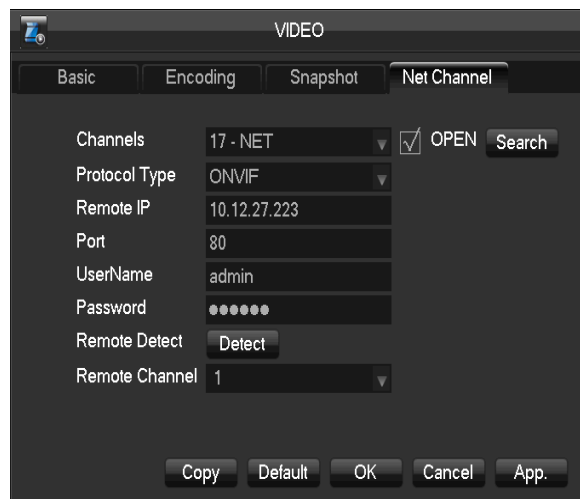 VIDEO
Basic Encoding Snapshot Net Channel
Channels 17 - NET OPEN Search
Protocol Type ONVIF
Remote IP 10.12.27.223
Port 80
UserName admin
Password ●●●●●●
Remote Detect Detect
Remote Channel 1
Copy Default OK Cancel App.